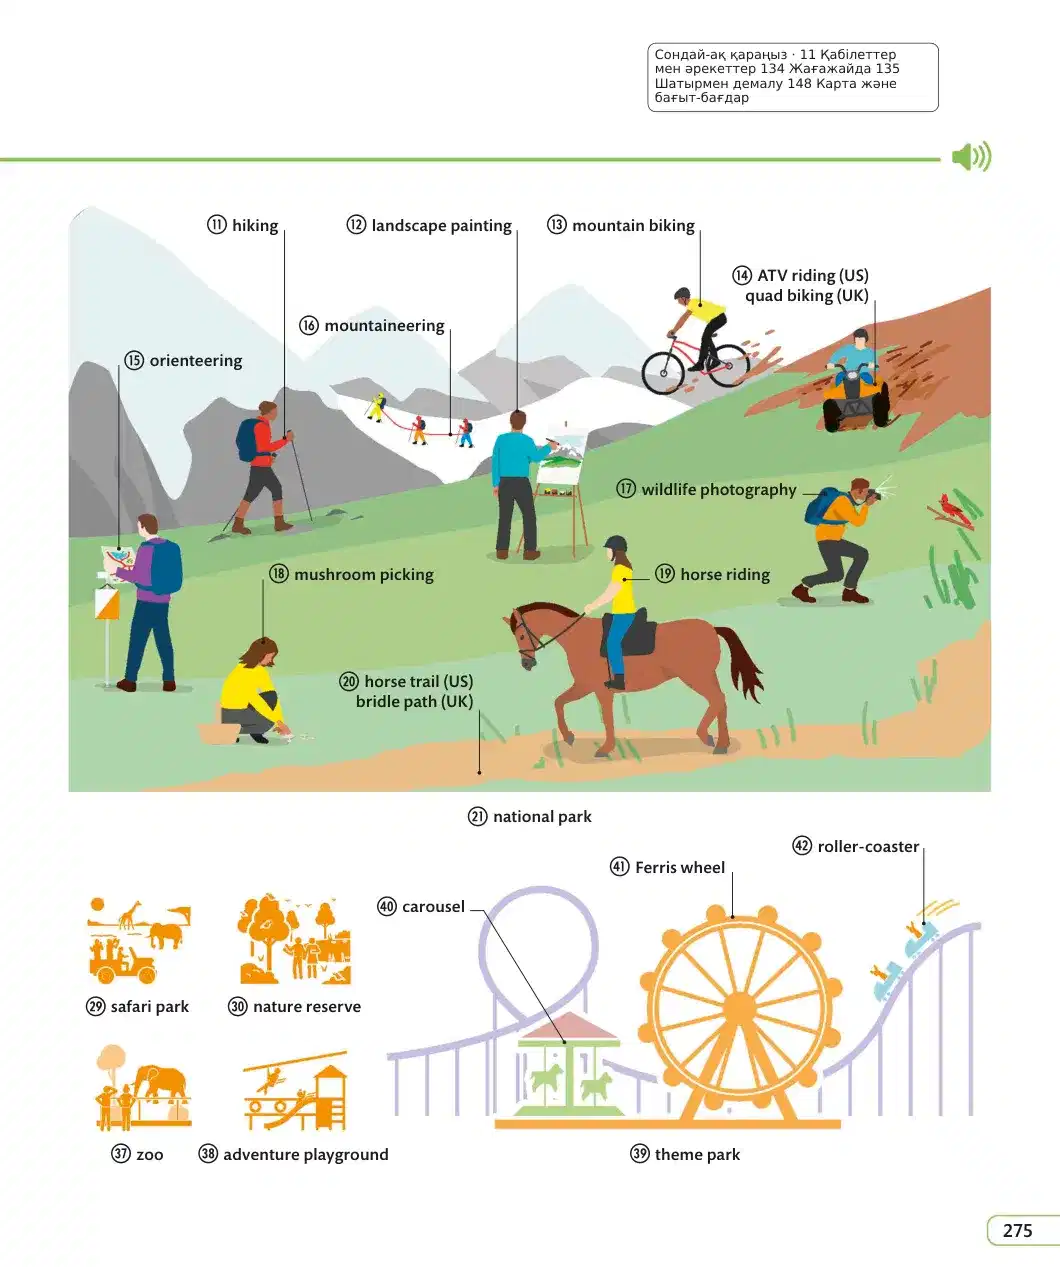 Сондай-ақ қараңыз · 11 Қабілеттер
мен әрекеттер 134 Жағажайда 135
Шатырмен демалу 148 Карта және
бағыт-бағдар
⑪ hiking
⑫ landscape painting
⑬ mountain biking
⑭ ATV riding (US)
quad biking (UK)
⑯ mountaineering
⑮ orienteering
⑰ wildlife photography
⑱ mushroom picking
⑲ horse riding
⑳ horse trail (US)
bridle path (UK)
㉑ national park
㊷ roller-coaster
㊶ Ferris wheel
㊵ carousel
㉙ safari park
㉚ nature reserve
㊲ zoo
㊳ adventure playground
㊴ theme park
275